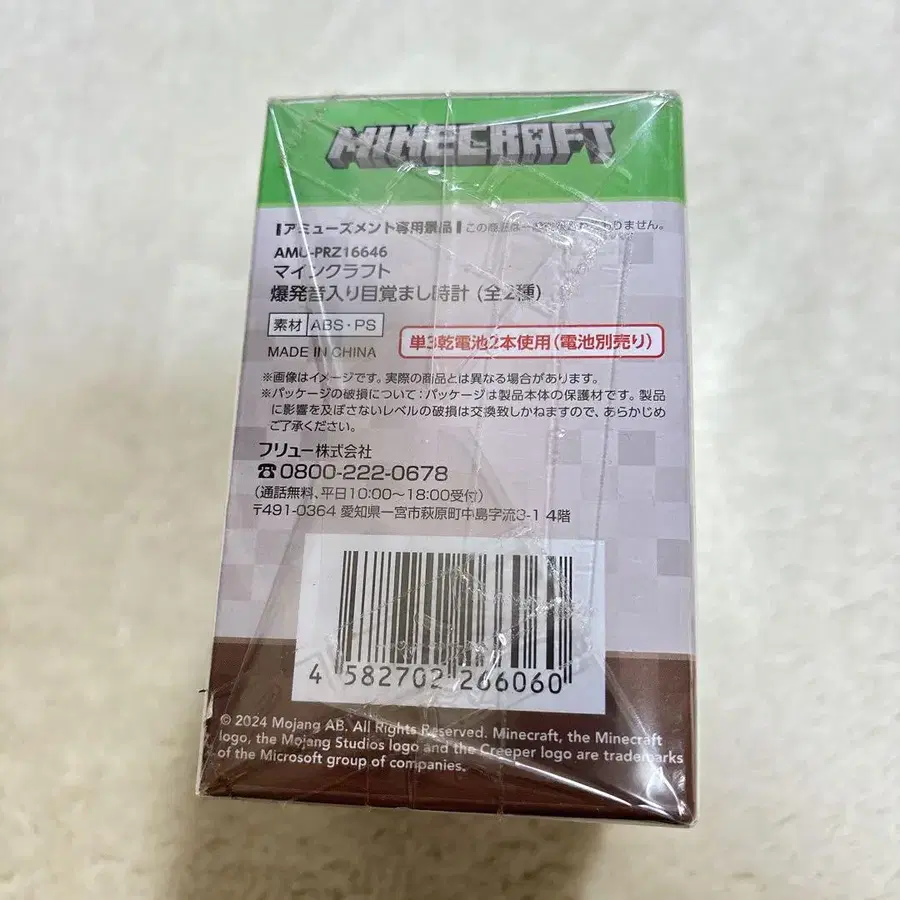 MINECRAFT
アミューズメント専用景品 この商品は一般 りません。
AMU-PRZ16646
マインクラフト
爆発音入り目覚まし時計 (全2種)
素材 ABS・PS
単3乾電池2本使用(電池別売り)
MADE IN CHINA
※画像はイメージです。実際の商品とは異なる場合があります。
※パッケージの破損について:パッケージは製品本体の保護材です。製品
に影響を及ぼさないレベルの破損は交換致しかねますので、あらかじめ
ご了承ください。
フリュー株式会社
☎0800-222-0678
(通話無料、平日10:00〜18:00受付)
〒491-0364 愛知県一宮市萩原町中島字流3-1 4階
4 582702 266060
© 2024 Mojang AB. All Rights Reserved. Minecraft, the Minecraft
logo, the Mojang Studios logo and the Creeper logo are trademarks
of the Microsoft group of companies.